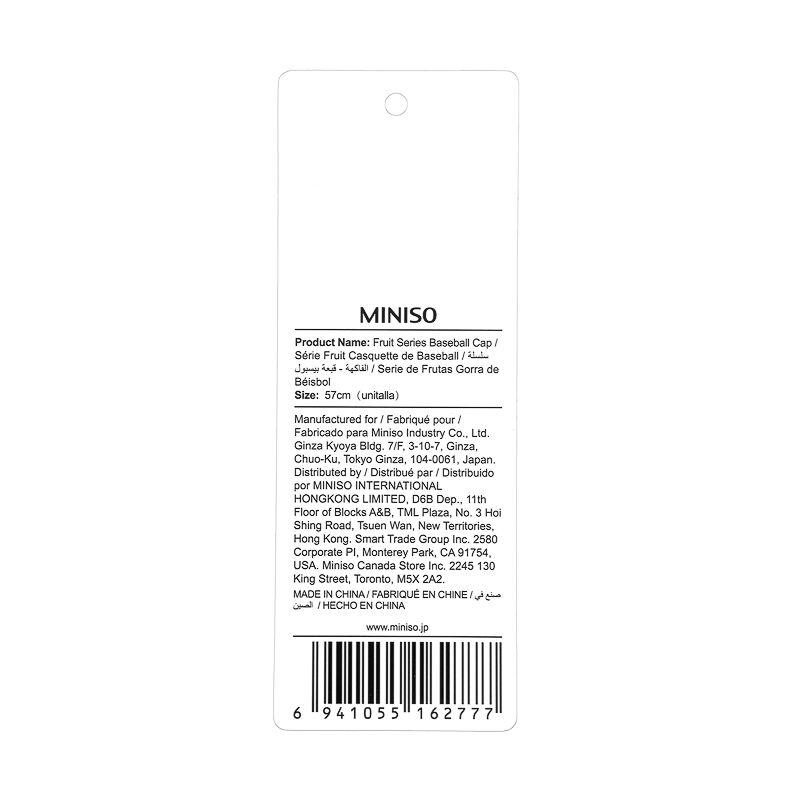 MINISO
Product Name: Fruit Series Baseball Cap /
Série Fruit Casquette de Baseball / سلسلة
الفاكهة - قبعة بيسبول / Serie de Frutas Gorra de
Béisbol
Size: 57cm（unitalla）
Manufactured for / Fabriqué pour /
Fabricado para Miniso Industry Co., Ltd.
Ginza Kyoya Bldg. 7/F, 3-10-7, Ginza,
Chuo-Ku, Tokyo Ginza, 104-0061, Japan.
Distributed by / Distribué par / Distribuido
por MINISO INTERNATIONAL
HONGKONG LIMITED, D6B Dep., 11th
Floor of Blocks A&B, TML Plaza, No. 3 Hoi
Shing Road, Tsuen Wan, New Territories,
Hong Kong. Smart Trade Group Inc. 2580
Corporate Pl, Monterey Park, CA 91754,
USA. Miniso Canada Store Inc. 2245 130
King Street, Toronto, M5X 2A2.
MADE IN CHINA / FABRIQUÉ EN CHINE / صنع في
الصين / HECHO EN CHINA
www.miniso.jp
6 941055 162777